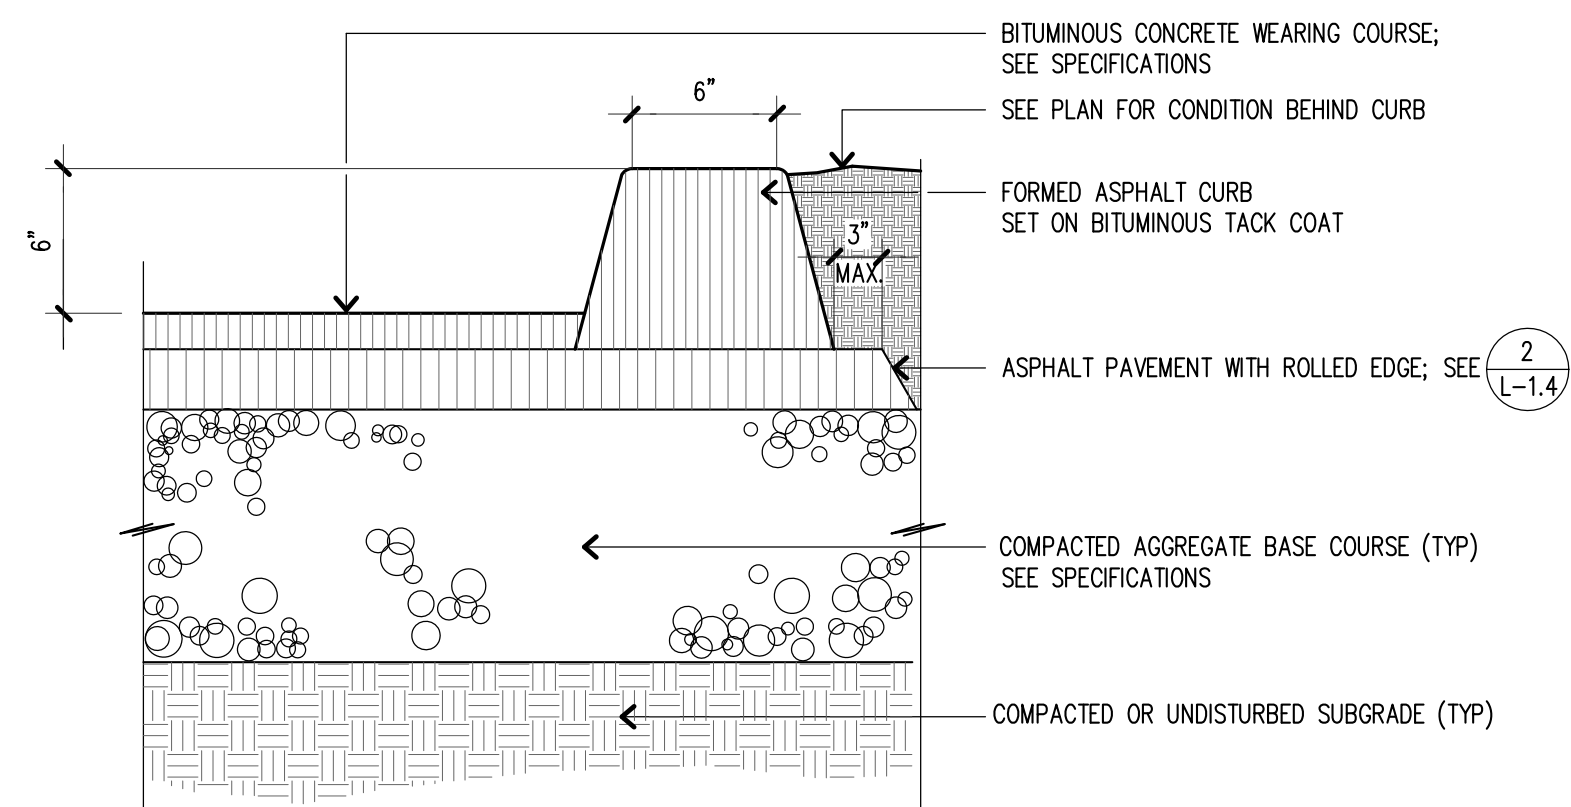 BITUMINOUS CONCRETE WEARING COURSE;
SEE SPECIFICATIONS
6”
SEE PLAN FOR CONDITION BEHIND CURB
FORMED ASPHALT CURB
SET ON BITUMINOUS TACK COAT
6”
3”
MAX.
ASPHALT PAVEMENT WITH ROLLED EDGE; SEE
2
L-1.4
COMPACTED AGGREGATE BASE COURSE (TYP)
SEE SPECIFICATIONS
COMPACTED OR UNDISTURBED SUBGRADE (TYP)